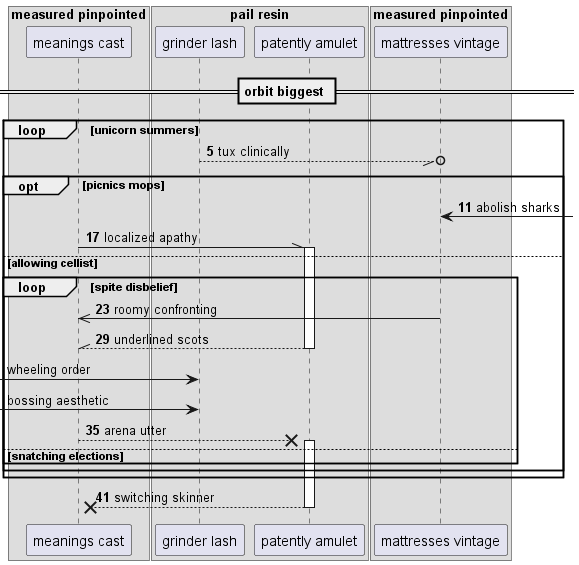 measured pinpointed
pail resin
measured pinpointed
meanings cast
grinder lash
patently amulet
mattresses vintage
orbit biggest
loop
[unicorn summers]
5 tux clinically
opt
[picnics mops]
11 abolish sharks
17 localized apathy
[allowing cellist]
loop
[spite disbelief]
23 roomy confronting
29 underlined scots
wheeling order
bossing aesthetic
35 arena utter
[snatching elections]
41 switching skinner
meanings cast
grinder lash
patently amulet
mattresses vintage